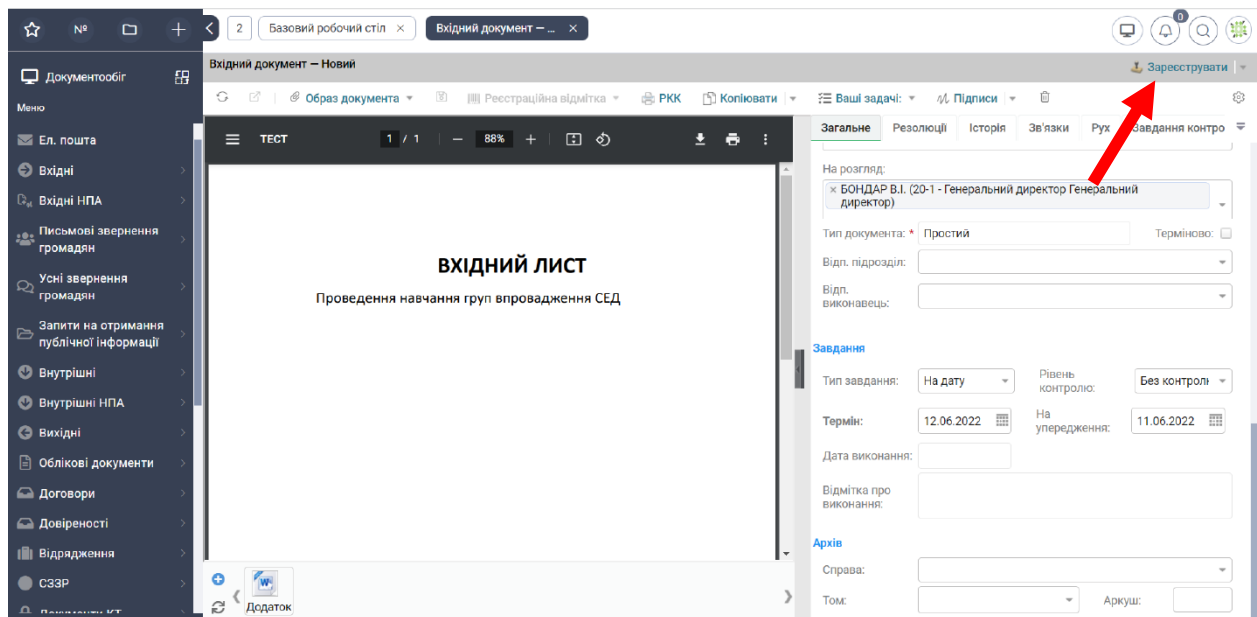 №
2
Базовий робочий стіл ×
Вхідний документ — ... ×
0
Документообіг
Вхідний документ — Новий
Зареєструвати
Меню
Образ документа
Реєстраційна відмітка
РКК
Копіювати
Ваші задачі:
Підписи
Ел. пошта
Вхідні
Вхідні НПА
Письмові звернення
громадян
Усні звернення
громадян
Запити на отримання
публічної інформації
Внутрішні
Внутрішні НПА
Вихідні
Облікові документи
Договори
Довіреності
Відрядження
СЗЗР
Документи КТ
ТЕСТ
1 / 1
88%
ВХІДНИЙ ЛИСТ
Проведення навчання груп впровадження СЕД
Додаток
Загальне Резолюції Історія Зв'язки Рух Завдання контро
На розгляд:
× БОНДАР В.І. (20-1 - Генеральний директор Генеральний
директор)
Тип документа: * Простий Терміново:
Відп. підрозділ:
Відп.
виконавець:
Завдання
Тип завдання: На дату
Рівень
контролю:
Без контрол
Термін: 12.06.2022
На
упередження:
11.06.2022
Дата виконання:
Відмітка про
виконання:
Архів
Справа:
Том: Аркуш: